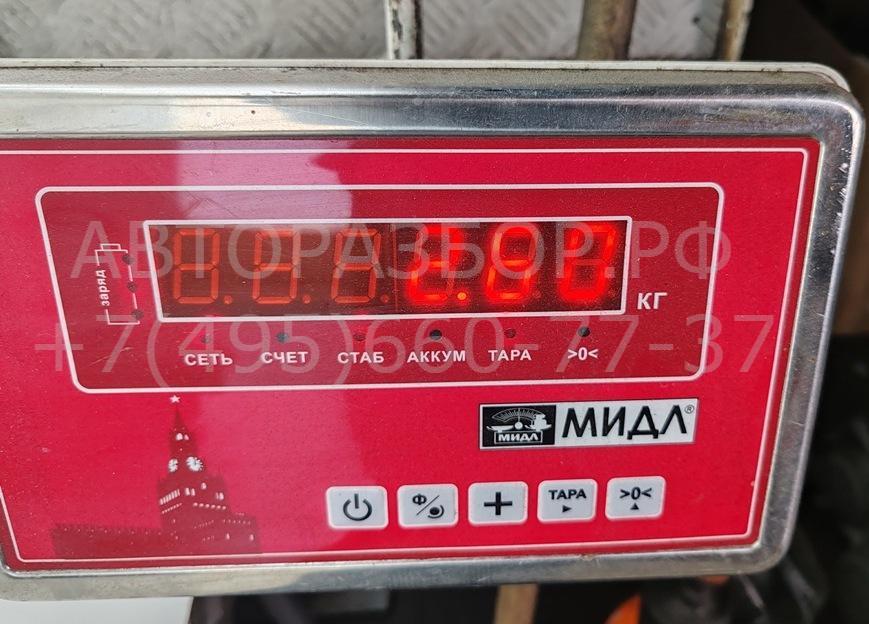 АВТОРАЗБОР.РФ
+7(495)660-77-37
заряд
КГ
СЕТЬ СЧЕТ СТАБ АККУМ ТАРА >0<
МИДЛ МИДЛ®
Ф ТАРА >0<